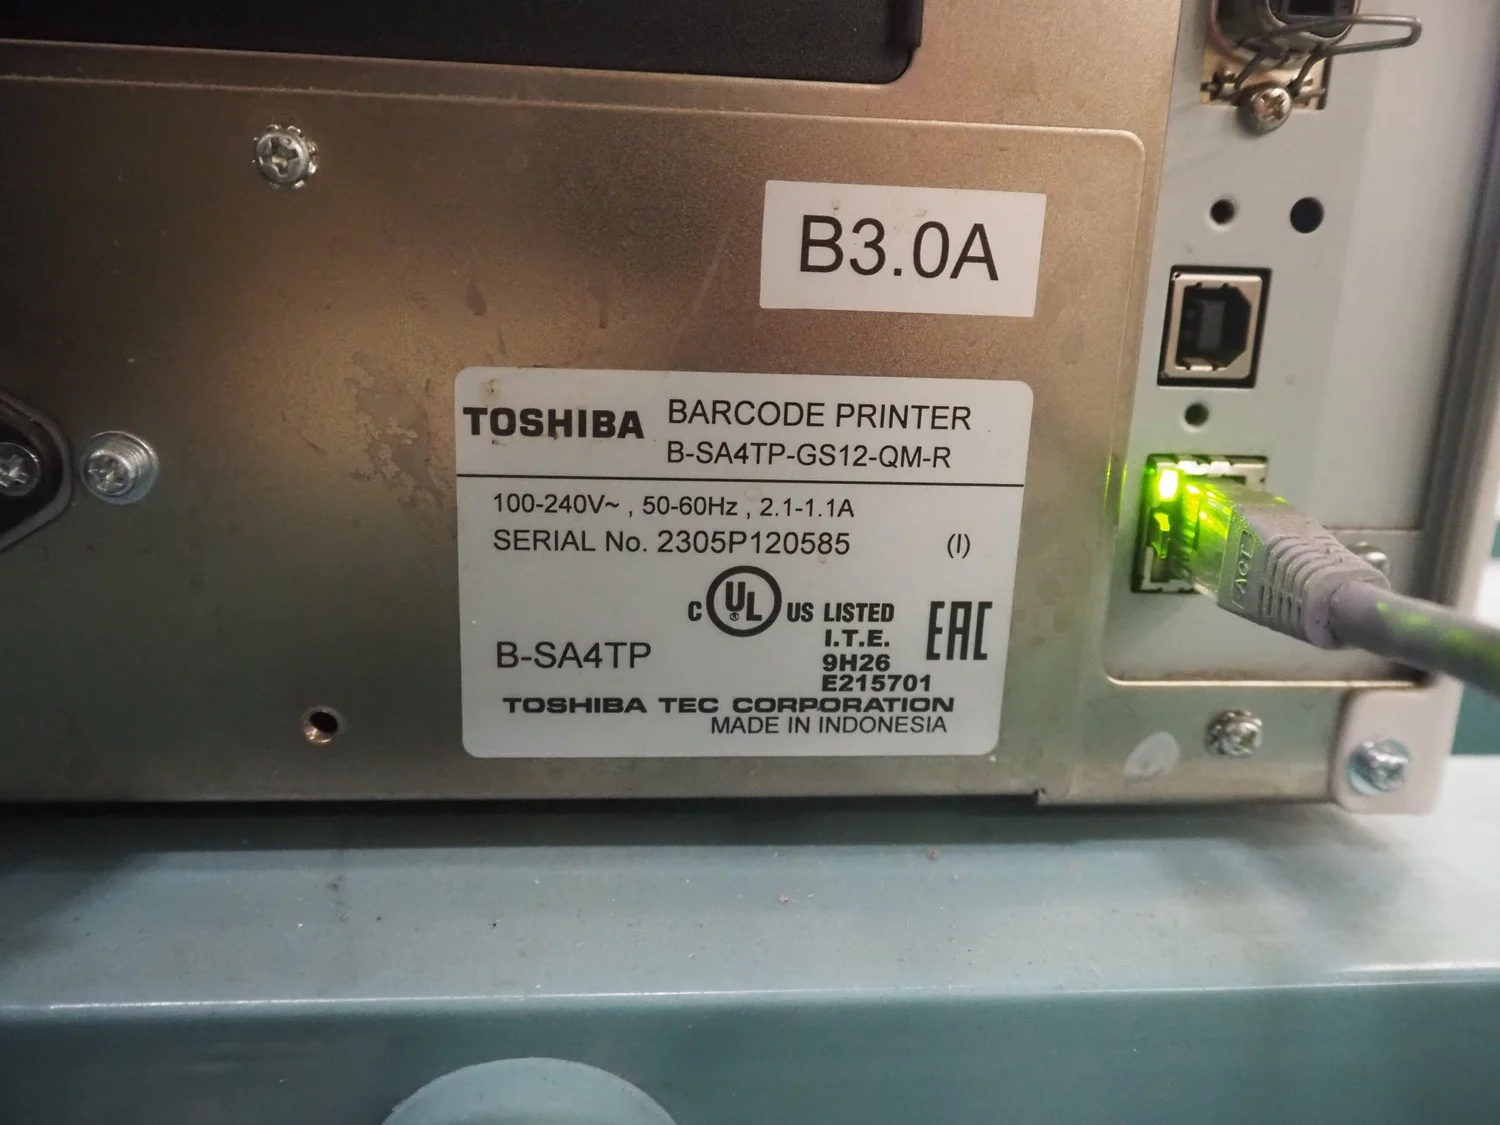 B3.0A
TOSHIBA BARCODE PRINTER
B-SA4TP-GS12-QM-R
100-240V~ , 50-60Hz , 2.1-1.1A
SERIAL No. 2305P120585 (I)
C UL ® US LISTED
I.T.E.
9H26
E215701
EAC
B-SA4TP
TOSHIBA TEC CORPORATION
MADE IN INDONESIA
ACT